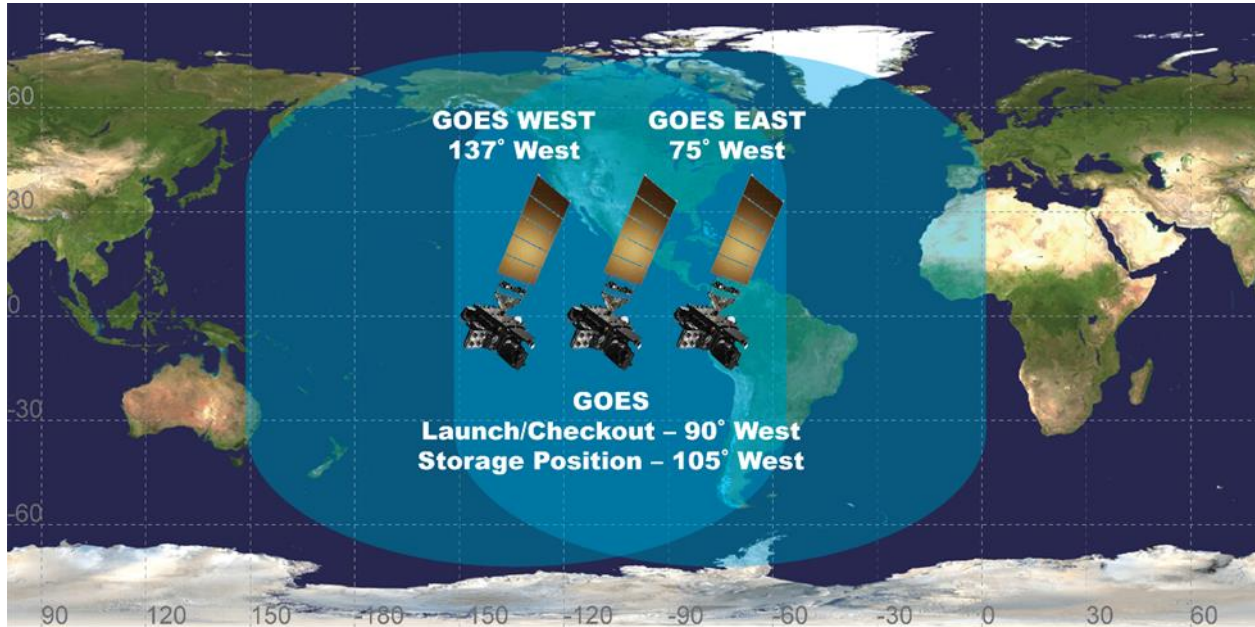 60
GOES WEST
137° West
GOES EAST
75° West
30
0
GOES
Launch/Checkout – 90° West
Storage Position – 105° West
-30
-60
90 120 150 -180 -150 -120 -90 -60 -30 0 30 60